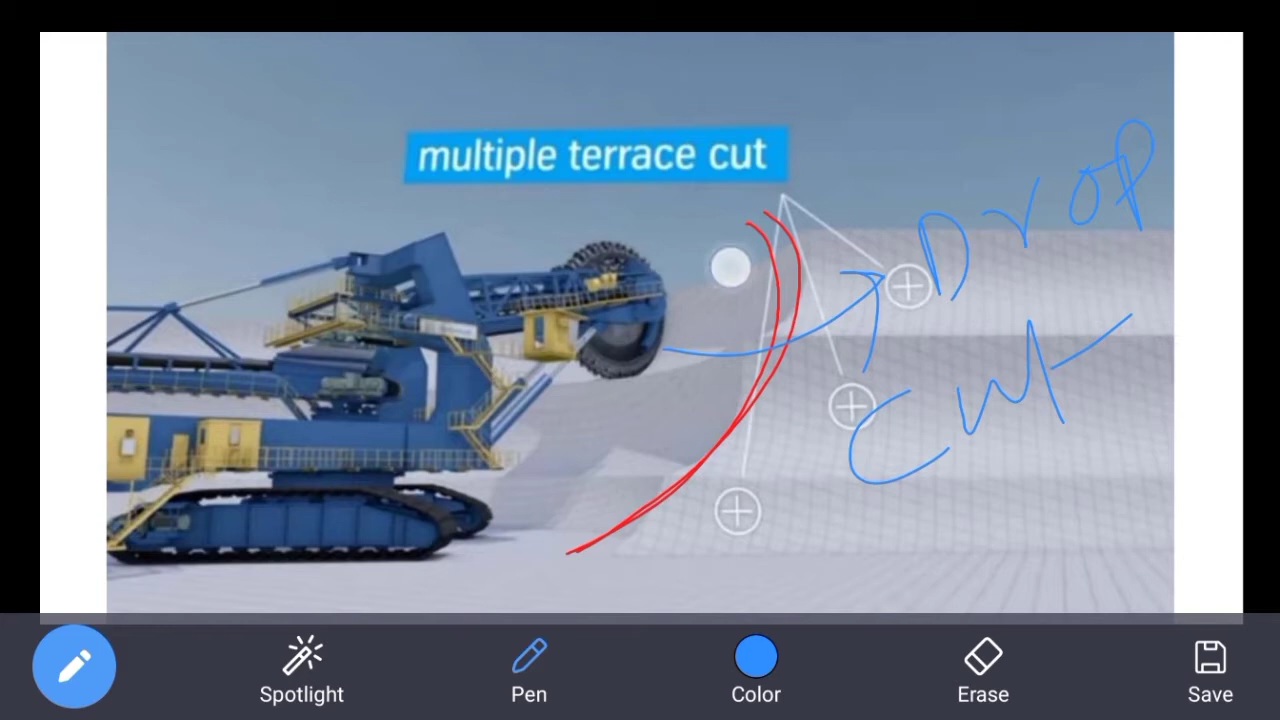 multiple terrace cut
Drop
Cut
Spotlight
Pen
Color
Erase
Save